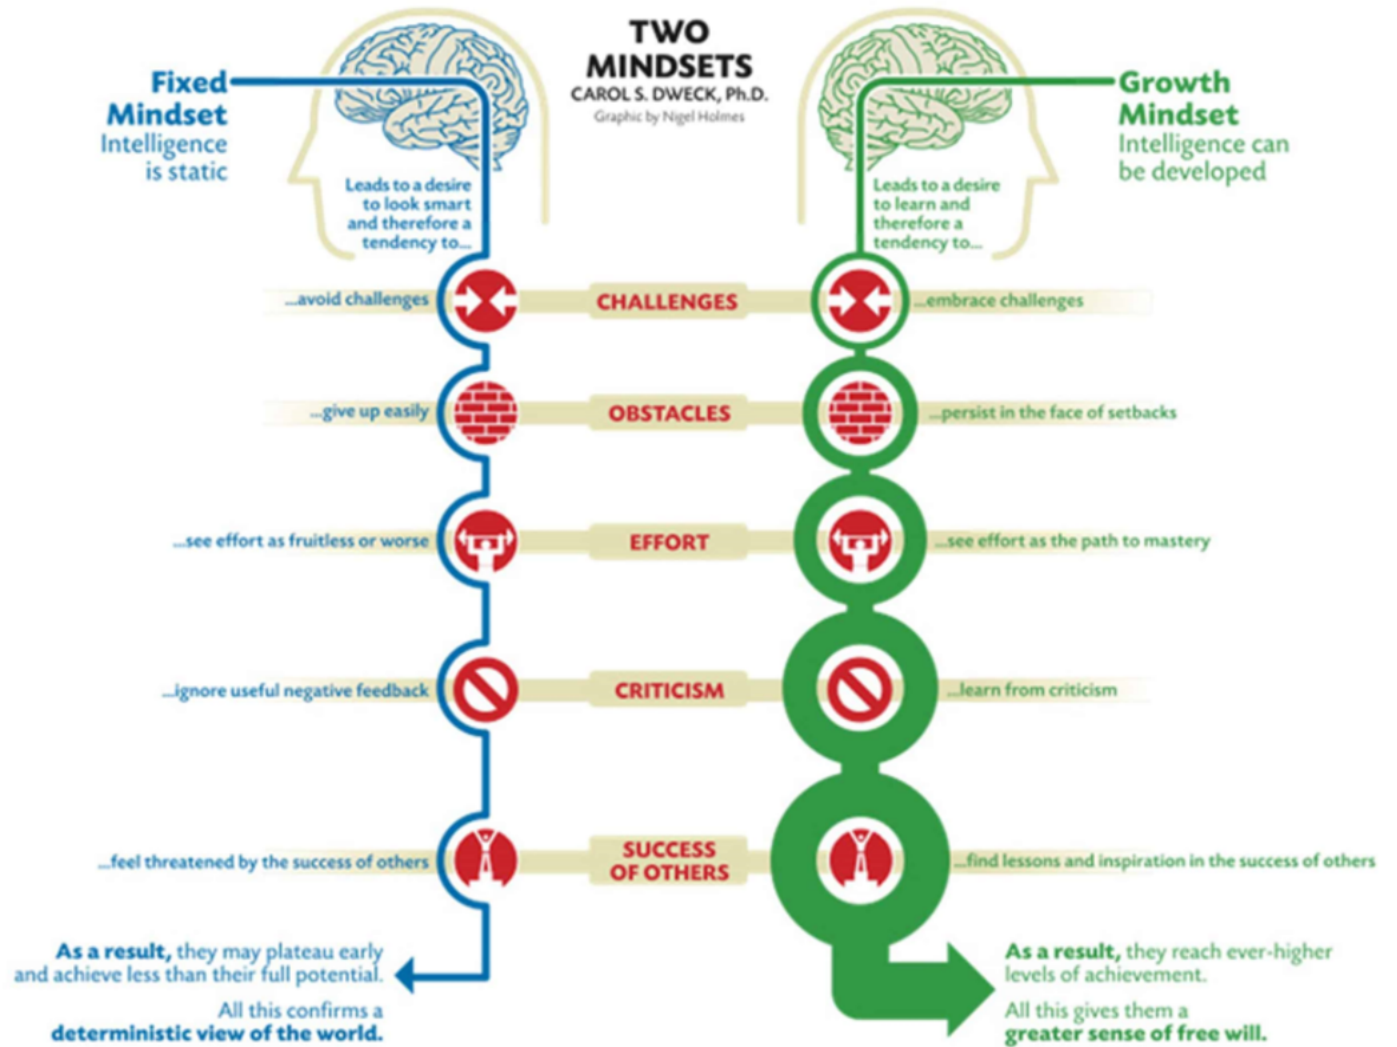 TWO
MINDSETS
CAROL S. DWECK, Ph.D.
Graphic by Nigel Holmes
Fixed
Mindset
Intelligence
is static
Growth
Mindset
Intelligence can
be developed
Leads to a desire
to look smart
and therefore a
tendency to...
Leads to a desire
to learn and
therefore a
tendency to...
...avoid challenges
CHALLENGES
...embrace challenges
...give up easily
OBSTACLES
...persist in the face of setbacks
...see effort as fruitless or worse
EFFORT
...see effort as the path to mastery
...ignore useful negative feedback
CRITICISM
...learn from criticism
...feel threatened by the success of others
SUCCESS
OF OTHERS
...find lessons and inspiration in the success of others
As a result, they may plateau early
and achieve less than their full potential.
All this confirms a
deterministic view of the world.
As a result, they reach ever-higher
levels of achievement.
All this gives them a
greater sense of free will.